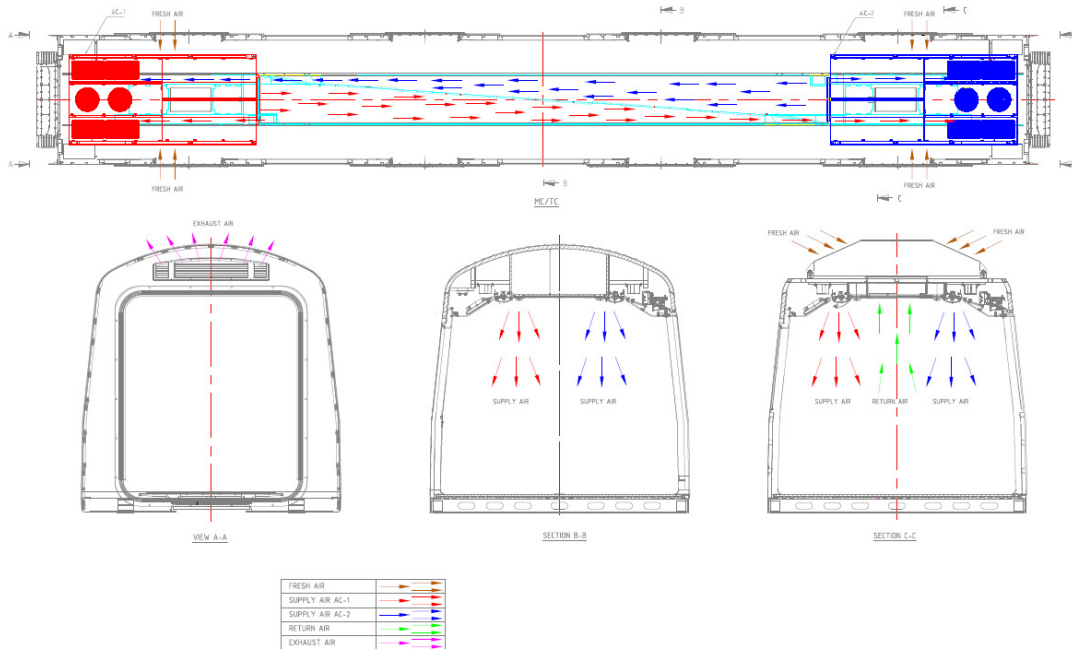 FRESH AIR
FRESH AIR
AC-1
AC-2
B
C
A
A
A
A
FRESH AIR
FRESH AIR
B
C
MC/TC
EXHAUST AIR
FRESH AIR
FRESH AIR
SUPPLY AIR
SUPPLY AIR
SUPPLY AIR
RETURN AIR
SUPPLY AIR
VIEW A-A
SECTION B-B
SECTION C-C
FRESH AIR
SUPPLY AIR AC-1
SUPPLY AIR AC-2
RETURN AIR
EXHAUST AIR